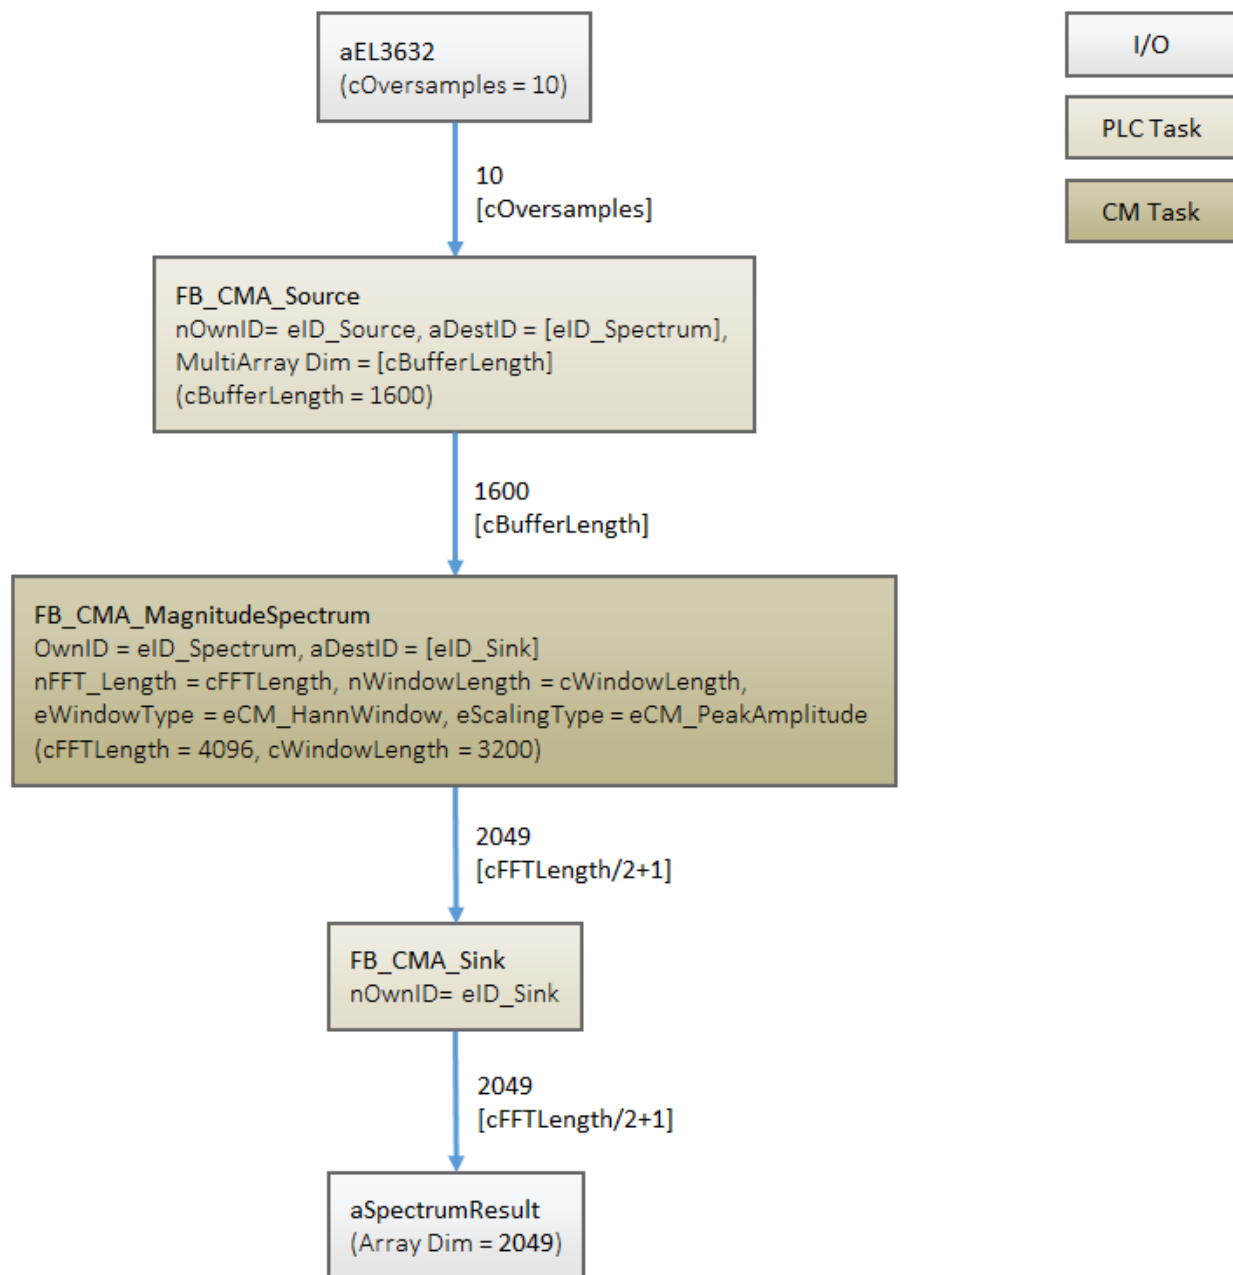 aEL3632
(cOversamples = 10)
I/O
PLC Task
CM Task
10
[cOversamples]
FB_CMA_Source
nOwnID= eID_Source, aDestID = [eID_Spectrum],
MultiArray Dim = [cBufferLength]
(cBufferLength = 1600)
1600
[cBufferLength]
FB_CMA_MagnitudeSpectrum
OwnID = eID_Spectrum, aDestID = [eID_Sink]
nFFT_Length = cFFTLength, nWindowLength = cWindowLength,
eWindowType = eCM_HannWindow, eScalingType = eCM_PeakAmplitude
(cFFTLength = 4096, cWindowLength = 3200)
2049
[cFFTLength/2+1]
FB_CMA_Sink
nOwnID= eID_Sink
2049
[cFFTLength/2+1]
aSpectrumResult
(Array Dim = 2049)